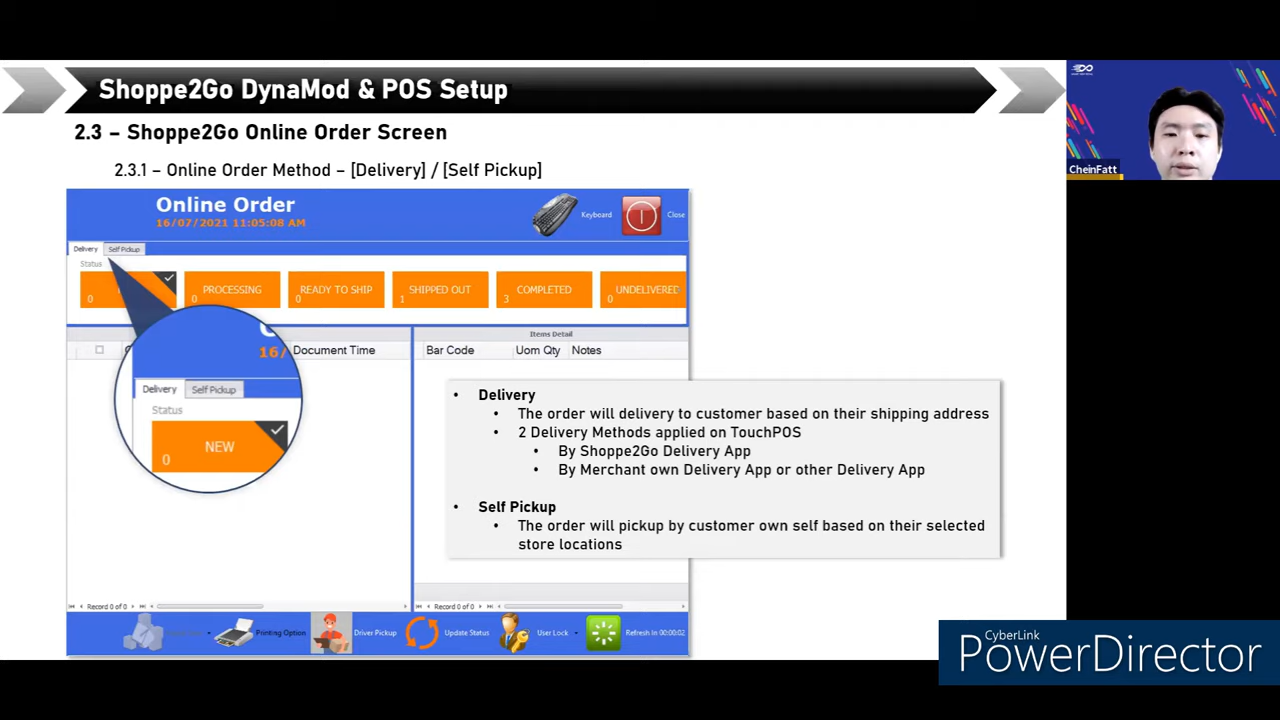 Shoppe2Go DynaMod & POS Setup
2.3 – Shoppe2Go Online Order Screen
2.3.1 – Online Order Method – [Delivery] / [Self Pickup]
Online Order
16/07/2021 11:05:08 AM
Keyboard
Close
Delivery
Self Pickup
Status
0
PROCESSING
0
READY TO SHIP
0
SHIPPED OUT
1
COMPLETED
3
UNDELIVERED
0
Items Detail
Document Time
Bar Code
Uom Qty
Notes
16/
Delivery
Self Pickup
Status
NEW
0
• Delivery
• The order will delivery to customer based on their shipping address
• 2 Delivery Methods applied on TouchPOS
• By Shoppe2Go Delivery App
• By Merchant own Delivery App or other Delivery App
• Self Pickup
• The order will pickup by customer own self based on their selected
store locations
Record 0 of 0
Record 0 of 0
Printing Option
Driver Pickup
Update Status
User Lock
Refresh In 00:00:02
CheinFatt
CyberLink
PowerDirector